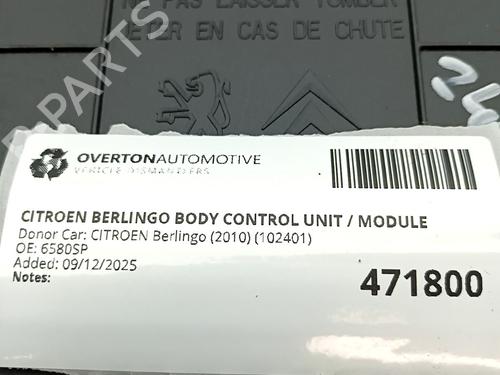 NE PAS LAISSER TOMBER
JETER EN CAS DE CHUTE
B-PARTS
OVERTONAUTOMOTIVE
VEHICLE DISMANTLERS
CITROEN BERLINGO BODY CONTROL UNIT / MODULE
Donor Car: CITROEN Berlingo (2010) (102401)
OE: 6580SP
Added: 09/12/2025
Notes:
471800